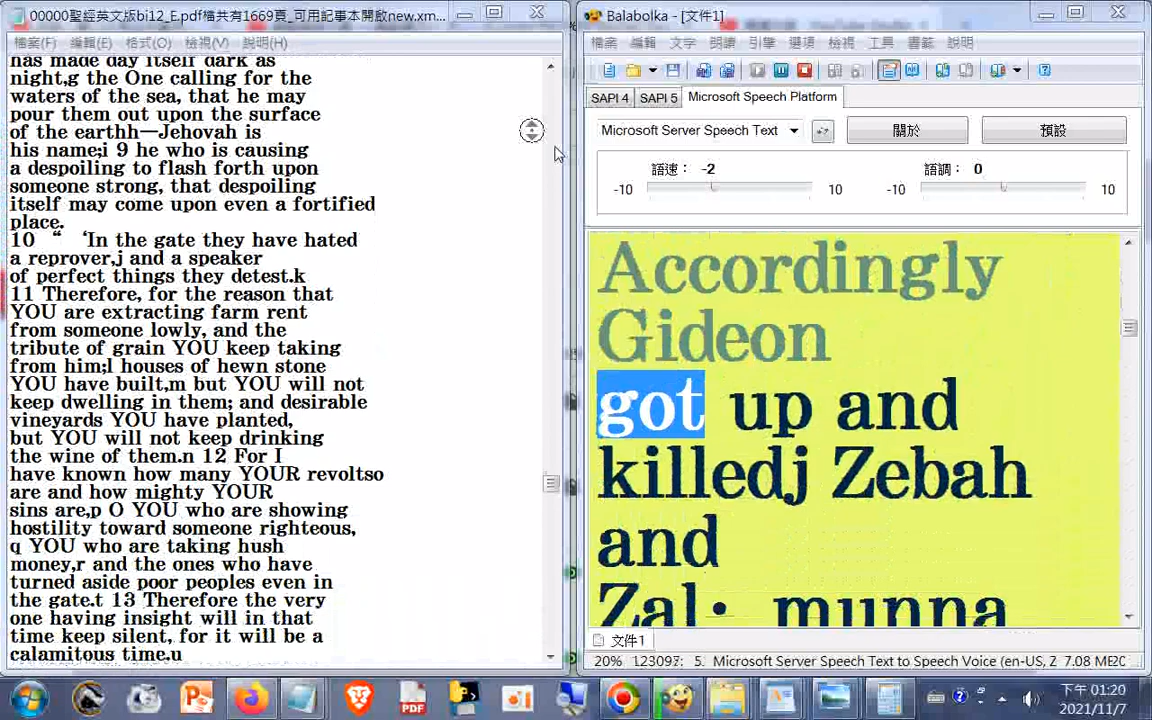 00000聖經英文版bi12_E.pdf檔共有1669頁_可用記事本開啟new.xm...
檔案(F) 編輯(E) 格式(O) 檢視(V) 說明(H)
has made day itself dark as
night,g the One calling for the
waters of the sea, that he may
pour them out upon the surface
of the earthh—Jehovah is
his name;i 9 he who is causing
a despoiling to flash forth upon
someone strong, that despoiling
itself may come upon even a fortified
place.
10 “ ‘In the gate they have hated
a reprover,j and a speaker
of perfect things they detest.k
11 Therefore, for the reason that
YOU are extracting farm rent
from someone lowly, and the
tribute of grain YOU keep taking
from him;l houses of hewn stone
YOU have built,m but YOU will not
keep dwelling in them; and desirable
vineyards YOU have planted,
but YOU will not keep drinking
the wine of them.n 12 For I
have known how many YOUR revoltso
are and how mighty YOUR
sins are,p O YOU who are showing
hostility toward someone righteous,
q YOU who are taking hush
money,r and the ones who have
turned aside poor peoples even in
the gate.t 13 Therefore the very
one having insight will in that
time keep silent, for it will be a
calamitous time.u
Balabolka - [文件1]
檔案 編輯 文字 朗讀 引擎 選項 檢視 工具 書籤 說明
SAPI 4 SAPI 5 Microsoft Speech Platform
Microsoft Server Speech Text 關於 預設
語速： -2 語調： 0
-10 10 -10 10
Accordingly
Gideon
got up and
killedj Zebah
and
Zal· munna
文件1
20% 123097: 5. Microsoft Server Speech Text to Speech Voice (en-US, 2 7.08 ME20
下午 01:20
2021/11/7